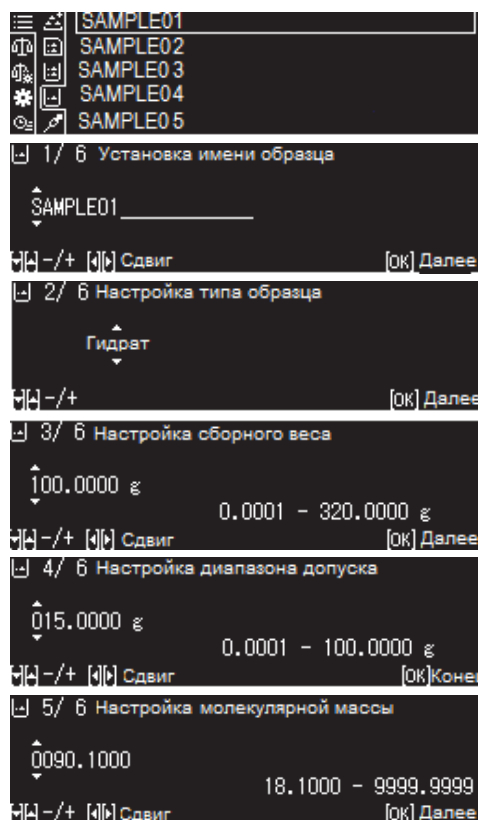 SAMPLE01
SAMPLE02
SAMPLE03
SAMPLE04
SAMPLE05
1/ 6 Установка имени образца
SAMPLE01
-/+ Сдвиг [OK] Далее
2/ 6 Настройка типа образца
Гидрат
-/+ [OK] Далее
3/ 6 Настройка сборного веса
100.0000 g
0.0001 - 320.0000 g
-/+ Сдвиг [OK] Далее
4/ 6 Настройка диапазона допуска
015.0000 g
0.0001 - 100.0000 g
-/+ Сдвиг [OK]Конец
5/ 6 Настройка молекулярной массы
0090.1000
18.1000 - 9999.9999
-/+ Сдвиг [OK] Далее